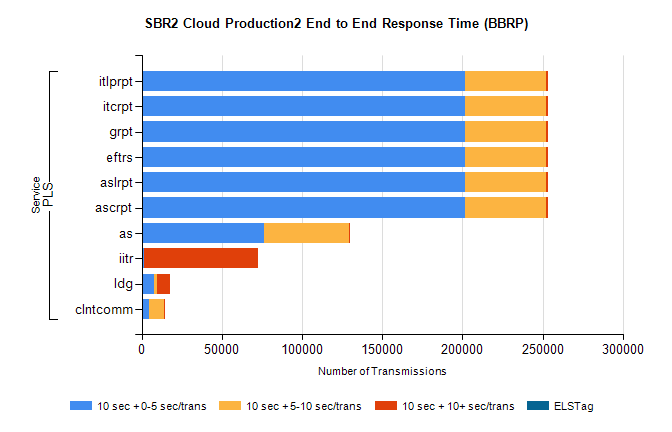 SBR2 Cloud Production2 End to End Response Time (BBRP)
Service
PLS
itlprpt
itcrpt
grpt
eftrs
aslrpt
ascrpt
as
iitr
ldg
clntcomm
0 50000 100000 150000 200000 250000 300000
Number of Transmissions
10 sec +0-5 sec/trans 10 sec +5-10 sec/trans 10 sec + 10+ sec/trans ELSTag